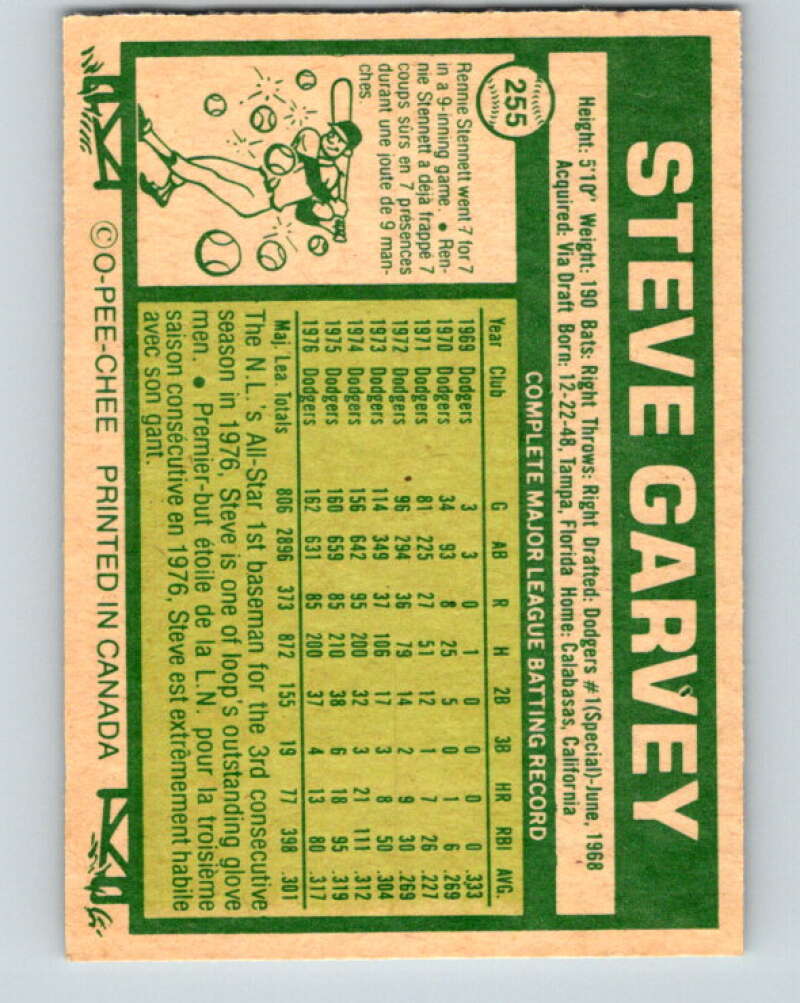 STEVE GARVEY
Height: 5'10" Weight: 190 Bats: Right Throws: Right Drafted: Dodgers #1(Special)-June, 1968
Acquired: Via Draft Born: 12-22-48, Tampa, Florida Home: Calabasas, California
255
Rennie Stennett went 7 for 7
in a 9-inning game. • Ren-
nie Stennett a déjà frappé 7
coups sûrs en 7 présences
durant une joute de 9 man-
ches.
COMPLETE MAJOR LEAGUE BATTING RECORD
Year Club G AB R H 2B 3B HR RBI AVG.
1969 Dodgers 3 3 0 1 0 0 0 0 .333
1970 Dodgers 34 93 8 25 5 0 1 6 .269
1971 Dodgers 81 225 27 51 12 1 7 26 .227
1972 Dodgers 96 294 36 79 14 2 9 30 .269
1973 Dodgers 114 349 37 106 17 3 8 50 .304
1974 Dodgers 156 642 95 200 32 3 21 111 .312
1975 Dodgers 160 659 85 210 38 6 18 95 .319
1976 Dodgers 162 631 85 200 37 4 13 80 .317
Maj. Lea. Totals 806 2896 373 872 155 19 77 398 .301
The N.L.'s All-Star 1st baseman for the 3rd consecutive
season in 1976, Steve is one of loop's outstanding glove
men. • Premier-but étoile de la L.N. pour la troisième
saison consécutive en 1976, Steve est extrêmement habile
avec son gant.
©O-PEE-CHEE PRINTED IN CANADA